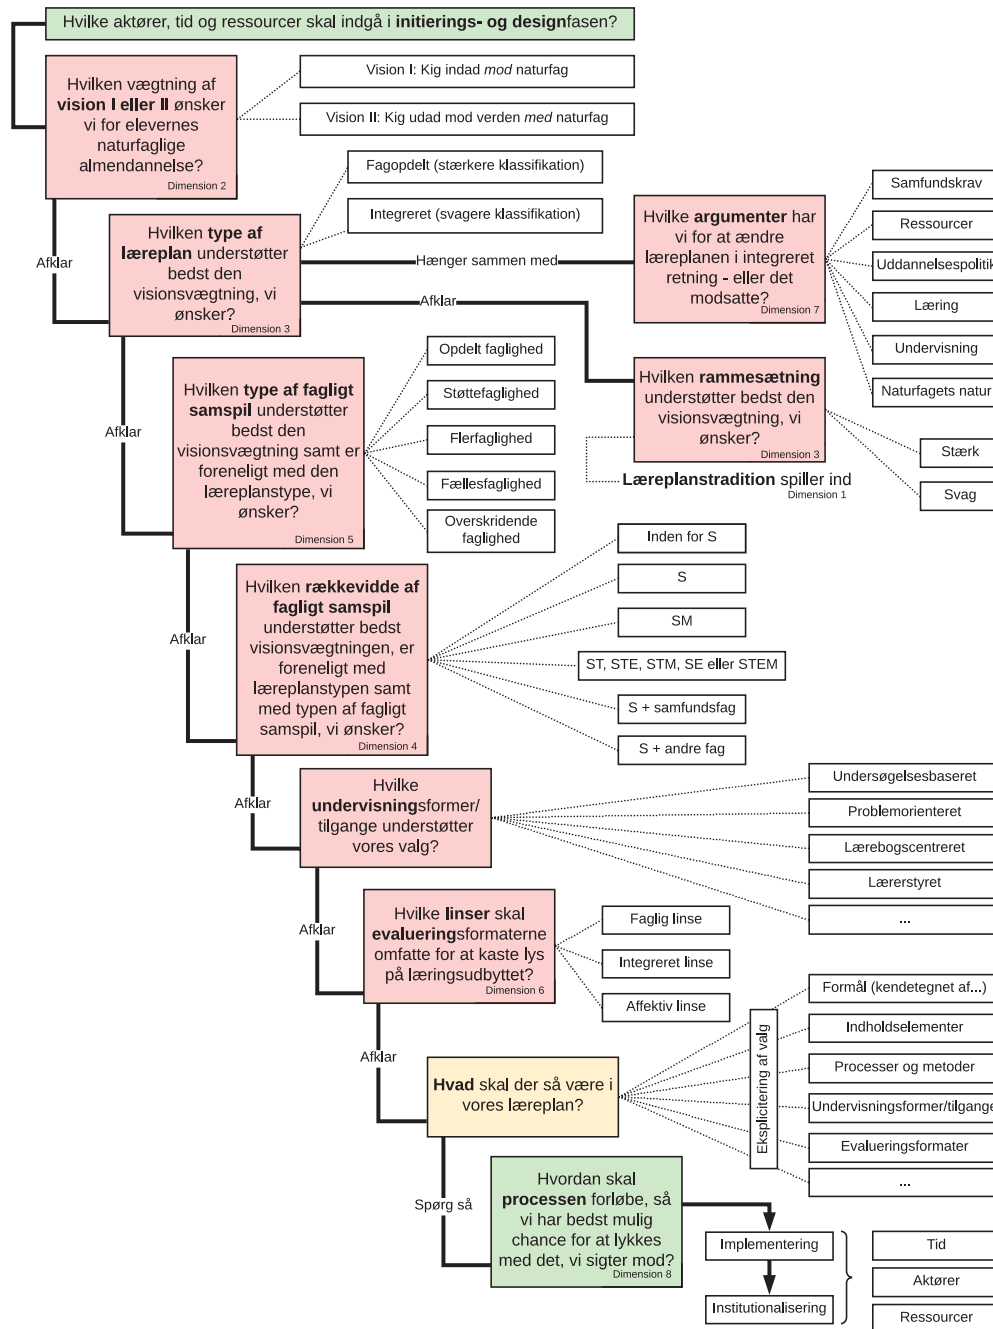 Hvilke aktører, tid og ressourcer skal indgå i initierings- og designfasen?
Hvilken vægtning af
vision I eller II ønsker
vi for elevernes
naturfaglige
almendannelse?
Dimension 2
Vision I: Kig indad mod naturfag
Vision II: Kig udad mod verden med naturfag
Afklar
Hvilken type af
læreplan understøtter
bedst den
visionsvægtning, vi
ønsker?
Dimension 3
Fagopdelt (stærkere klassifikation)
Integreret (svagere klassifikation)
Hænger sammen med
Hvilke argumenter har
vi for at ændre
læreplanen i integreret
retning - eller det
modsatte?
Dimension 7
Samfundskrav
Ressourcer
Uddannelsespolitik
Læring
Undervisning
Naturfagets natur
Afklar
Hvilken rammesætning
understøtter bedst den
visionsvægtning, vi
ønsker?
Dimension 3
Læreplanstradition spiller ind
Dimension 1
Stærk
Svag
Afklar
Hvilken type af fagligt
samspil understøtter
bedst den
visionsvægtning samt er
foreneligt med den
læreplanstype, vi
ønsker?
Dimension 5
Opdelt faglighed
Støttefaglighed
Flerfaglighed
Fællesfaglighed
Overskridende
faglighed
Afklar
Hvilken rækkevidde af
fagligt samspil
understøtter bedst
visionsvægtningen, er
foreneligt med
læreplanstypen samt
med typen af fagligt
samspil, vi ønsker?
Dimension 4
Inden for S
S
SM
ST, STE, STM, SE eller STEM
S + samfundsfag
S + andre fag
Afklar
Hvilke
undervisningsformer/
tilgange understøtter
vores valg?
Undersøgelsesbaseret
Problemorienteret
Lærebogscentreret
Lærerstyret
...
Afklar
Hvilke linser skal
evalueringsformaterne
omfatte for at kaste lys
på læringsudbyttet?
Dimension 6
Faglig linse
Integreret linse
Affektiv linse
Afklar
Hvad skal der så være i
vores læreplan?
Eksplicitering af valg
Formål (kendetegnet af...)
Indholdselementer
Processer og metoder
Undervisningsformer/tilgange
Evalueringsformater
...
Spørg så
Hvordan skal
processen forløbe, så
vi har bedst mulig
chance for at lykkes
med det, vi sigter mod?
Dimension 8
Implementering
Institutionalisering
Tid
Aktører
Ressourcer